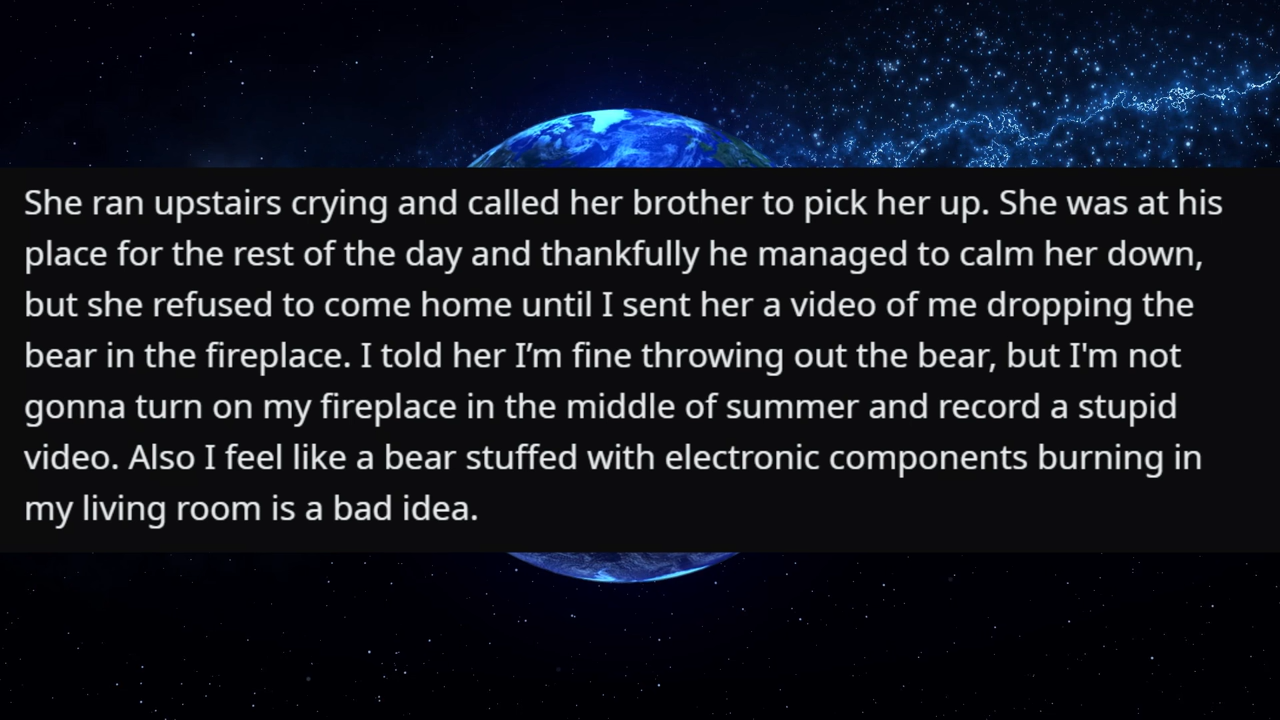 She ran upstairs crying and called her brother to pick her up. She was at his
place for the rest of the day and thankfully he managed to calm her down,
but she refused to come home until I sent her a video of me dropping the
bear in the fireplace. I told her I’m fine throwing out the bear, but I'm not
gonna turn on my fireplace in the middle of summer and record a stupid
video. Also I feel like a bear stuffed with electronic components burning in
my living room is a bad idea.